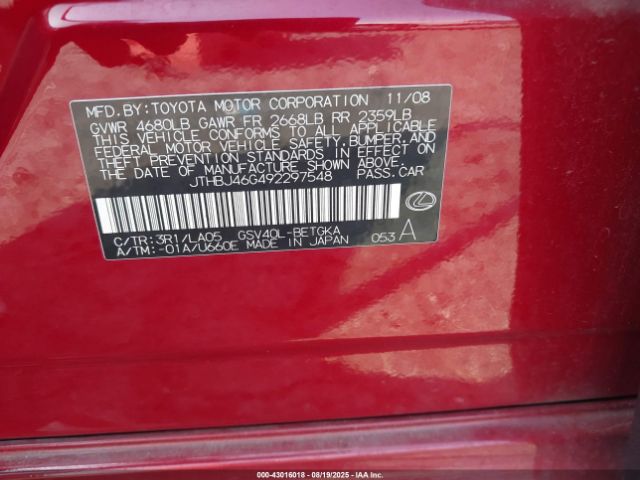 MFD.BY:TOYOTA MOTOR CORPORATION 11/08
GVWR 4680LB GAWR FR 2668LB RR 2359LB
THIS VEHICLE CONFORMS TO ALL APPLICABLE
FEDERAL MOTOR VEHICLE SAFETY,BUMPER,AND
THEFT PREVENTION STANDARDS IN EFFECT ON
THE DATE OF MANUFACTURE SHOWN ABOVE.
JTHBJ46G492297548 PASS.CAR
C/TR:3R1/LA05 GSV40L-BETGKA
A/TM:-01A/U660E MADE IN JAPAN 053 A
000-43016018 - 08/19/2025 - IAAI.COM